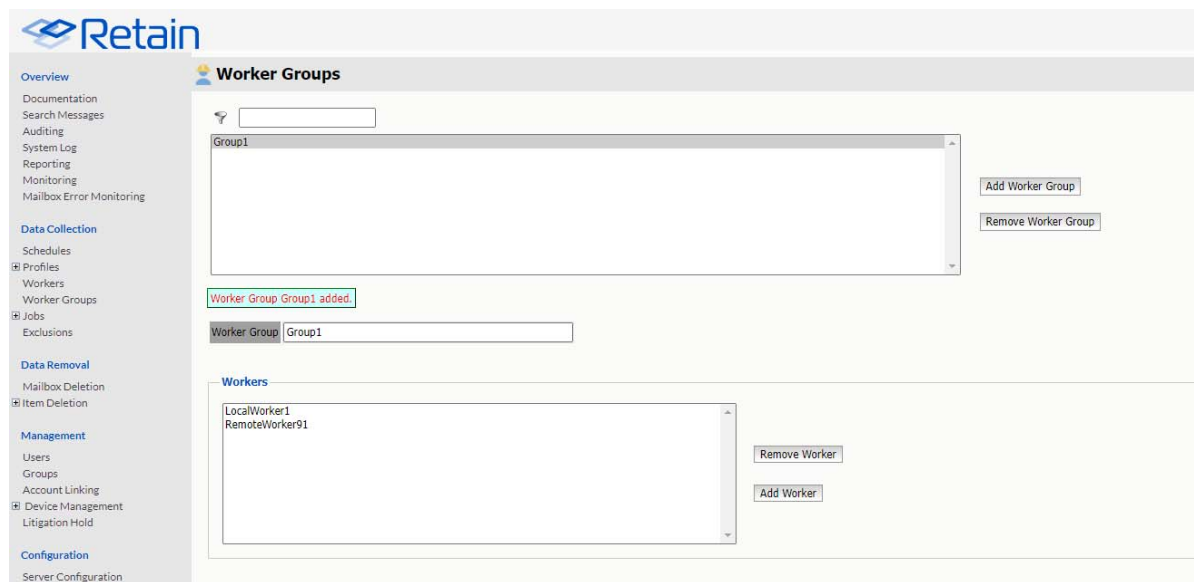 Retain
Overview
Documentation
Search Messages
Auditing
System Log
Reporting
Monitoring
Mailbox Error Monitoring
Data Collection
Schedules
Profiles
Workers
Worker Groups
Jobs
Exclusions
Data Removal
Mailbox Deletion
Item Deletion
Management
Users
Groups
Account Linking
Device Management
Litigation Hold
Configuration
Server Configuration
Worker Groups
Group1
Add Worker Group
Remove Worker Group
Worker Group Group1 added.
Worker Group Group1
Workers
LocalWorker1
RemoteWorker91
Remove Worker
Add Worker